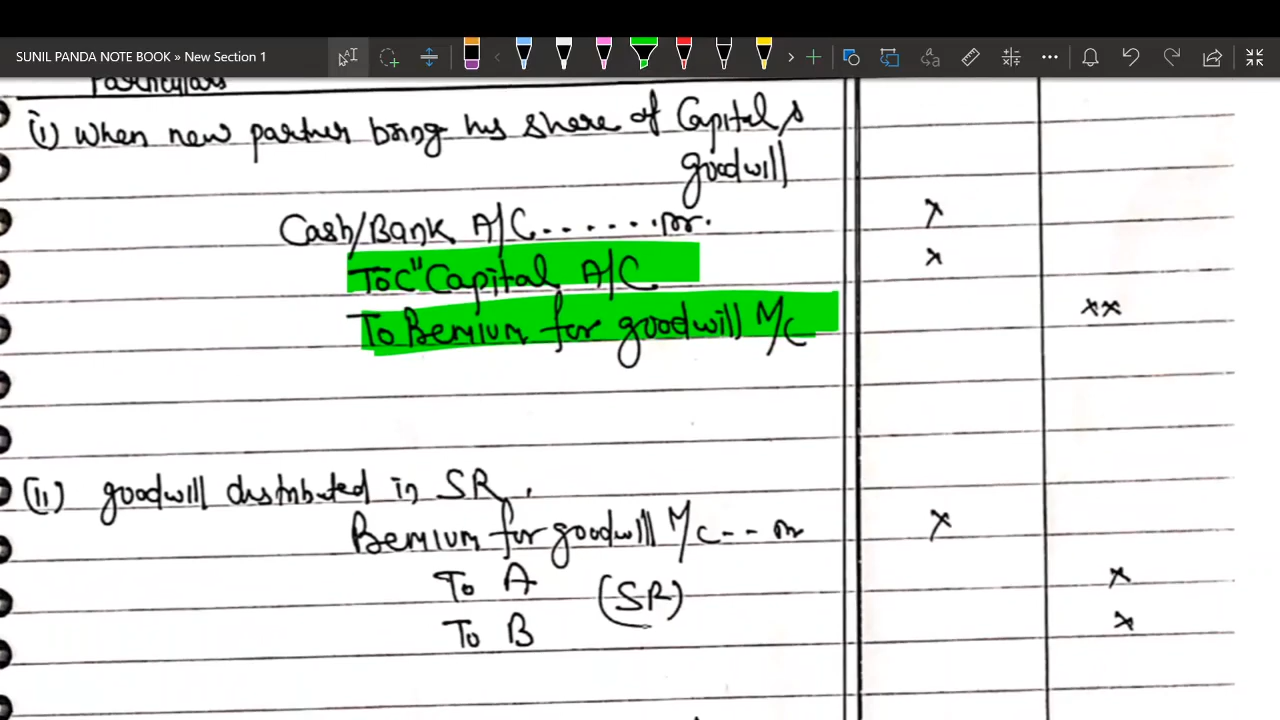 SUNIL PANDA NOTE BOOK » New Section 1
Particulars
(i) When new partner bring his share of Capital &
goodwill
Cash/Bank A/C......Dr. x
To C" Capital A/C x
To Premium for goodwill A/C xx
(ii) goodwill distributed in SR.
Premium for goodwill A/C -- Dr x
To A (SR) x
To B x